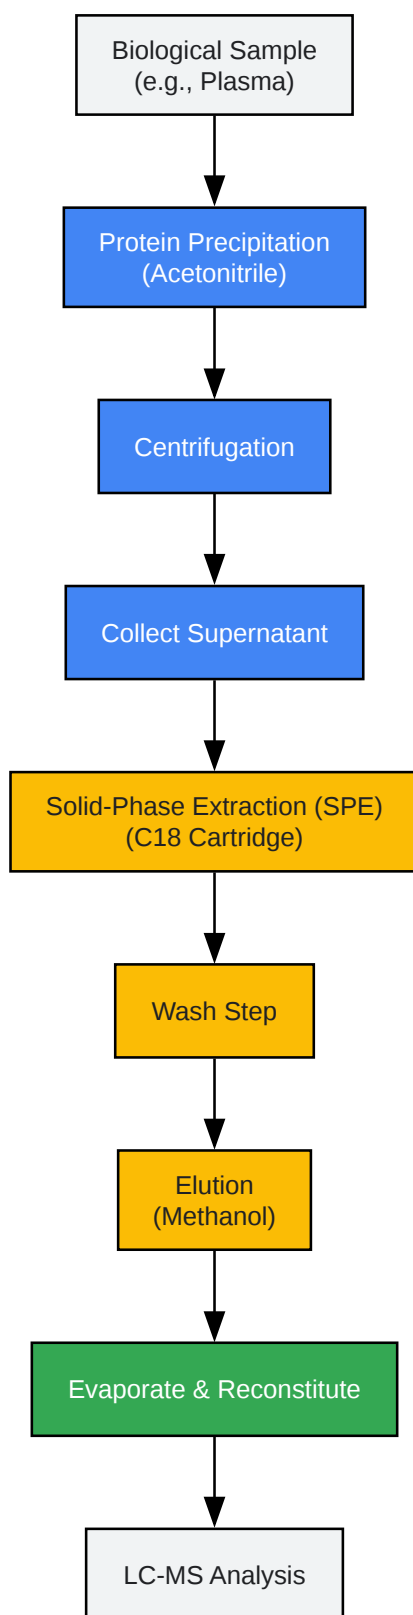 Biological Sample
(e.g., Plasma)
Protein Precipitation
(Acetonitrile)
Centrifugation
Collect Supernatant
Solid-Phase Extraction (SPE)
(C18 Cartridge)
Wash Step
Elution
(Methanol)
Evaporate & Reconstitute
LC-MS Analysis